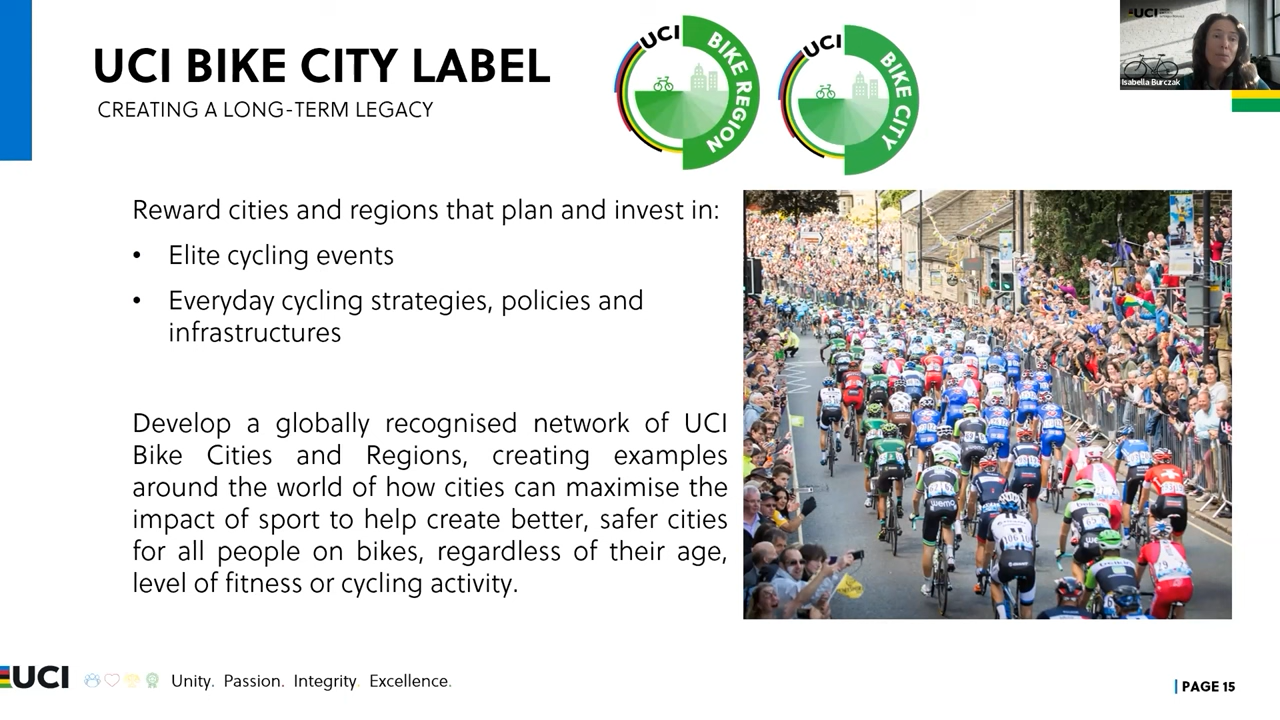 UCI BIKE CITY LABEL
CREATING A LONG-TERM LEGACY
UCI BIKE REGION
UCI BIKE CITY
UCI
Isabella Burczak
Reward cities and regions that plan and invest in:
• Elite cycling events
• Everyday cycling strategies, policies and
infrastructures
Develop a globally recognised network of UCI
Bike Cities and Regions, creating examples
around the world of how cities can maximise the
impact of sport to help create better, safer cities
for all people on bikes, regardless of their age,
level of fitness or cycling activity.
UCI
Unity. Passion. Integrity. Excellence.
PAGE 15